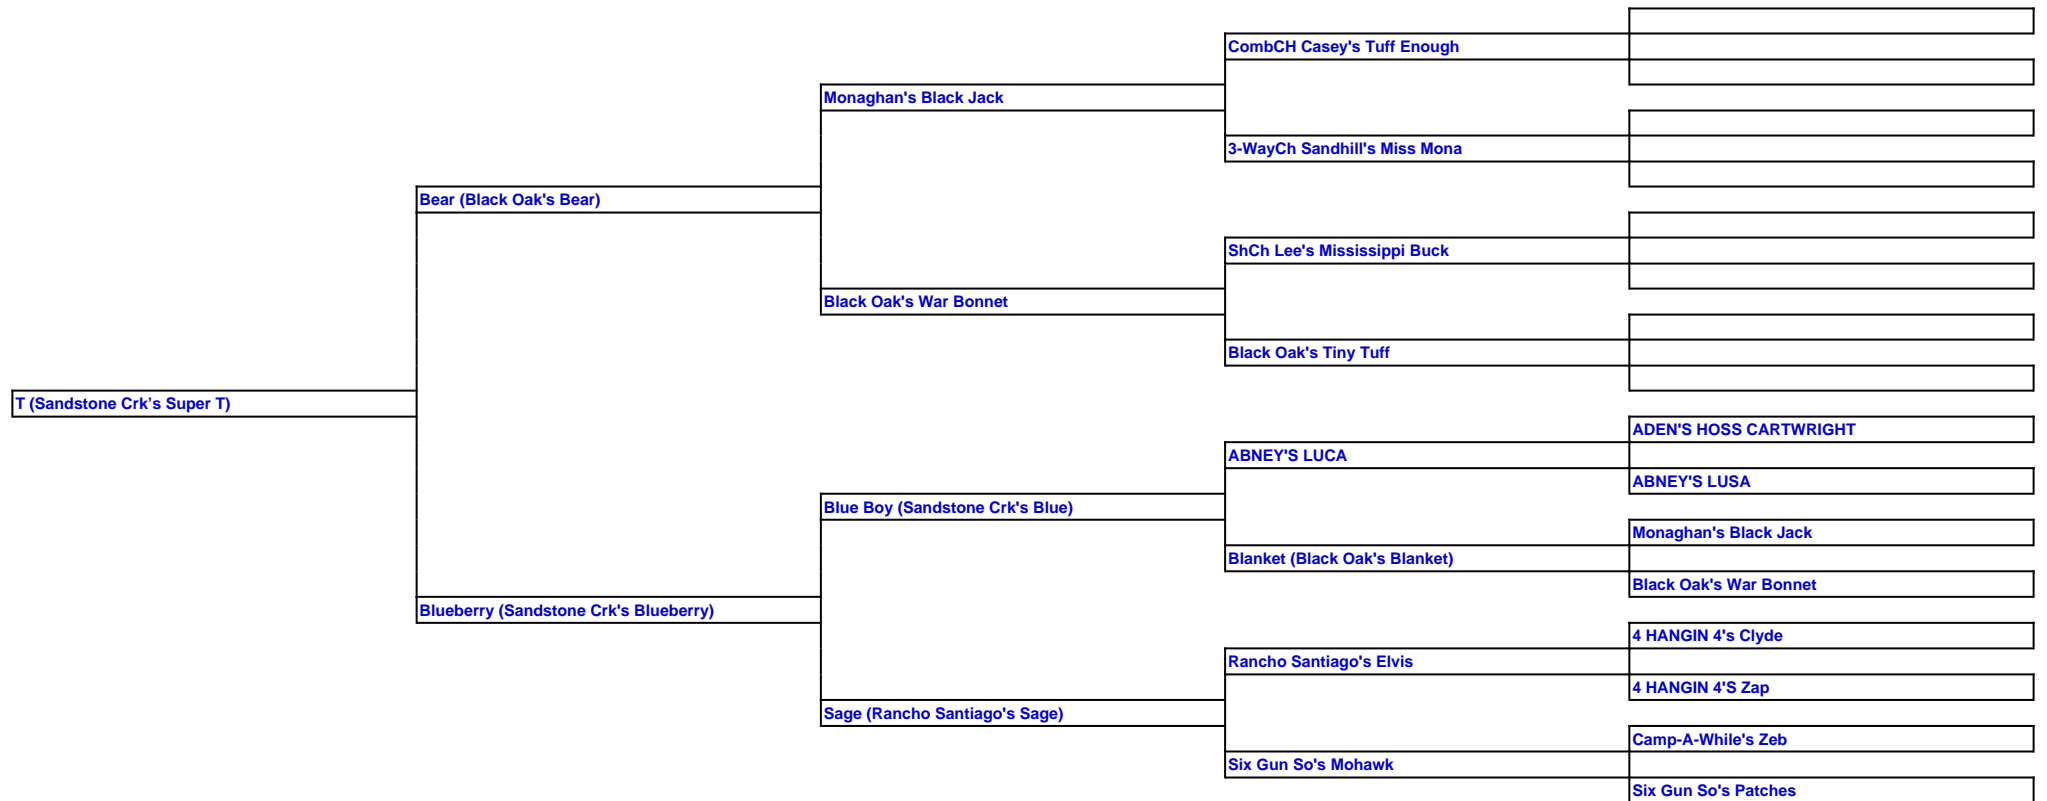 CombCH Casey's Tuff Enough
Monaghan's Black Jack
3-WayCh Sandhill's Miss Mona
Bear (Black Oak's Bear)
ShCh Lee's Mississippi Buck
Black Oak's War Bonnet
Black Oak's Tiny Tuff
T (Sandstone Crk’s Super T)
ADEN'S HOSS CARTWRIGHT
ABNEY'S LUCA
ABNEY'S LUSA
Blue Boy (Sandstone Crk's Blue)
Monaghan's Black Jack
Blanket (Black Oak's Blanket)
Black Oak's War Bonnet
Blueberry (Sandstone Crk's Blueberry)
4 HANGIN 4's Clyde
Rancho Santiago's Elvis
4 HANGIN 4'S Zap
Sage (Rancho Santiago's Sage)
Camp-A-While's Zeb
Six Gun So's Mohawk
Six Gun So's Patches